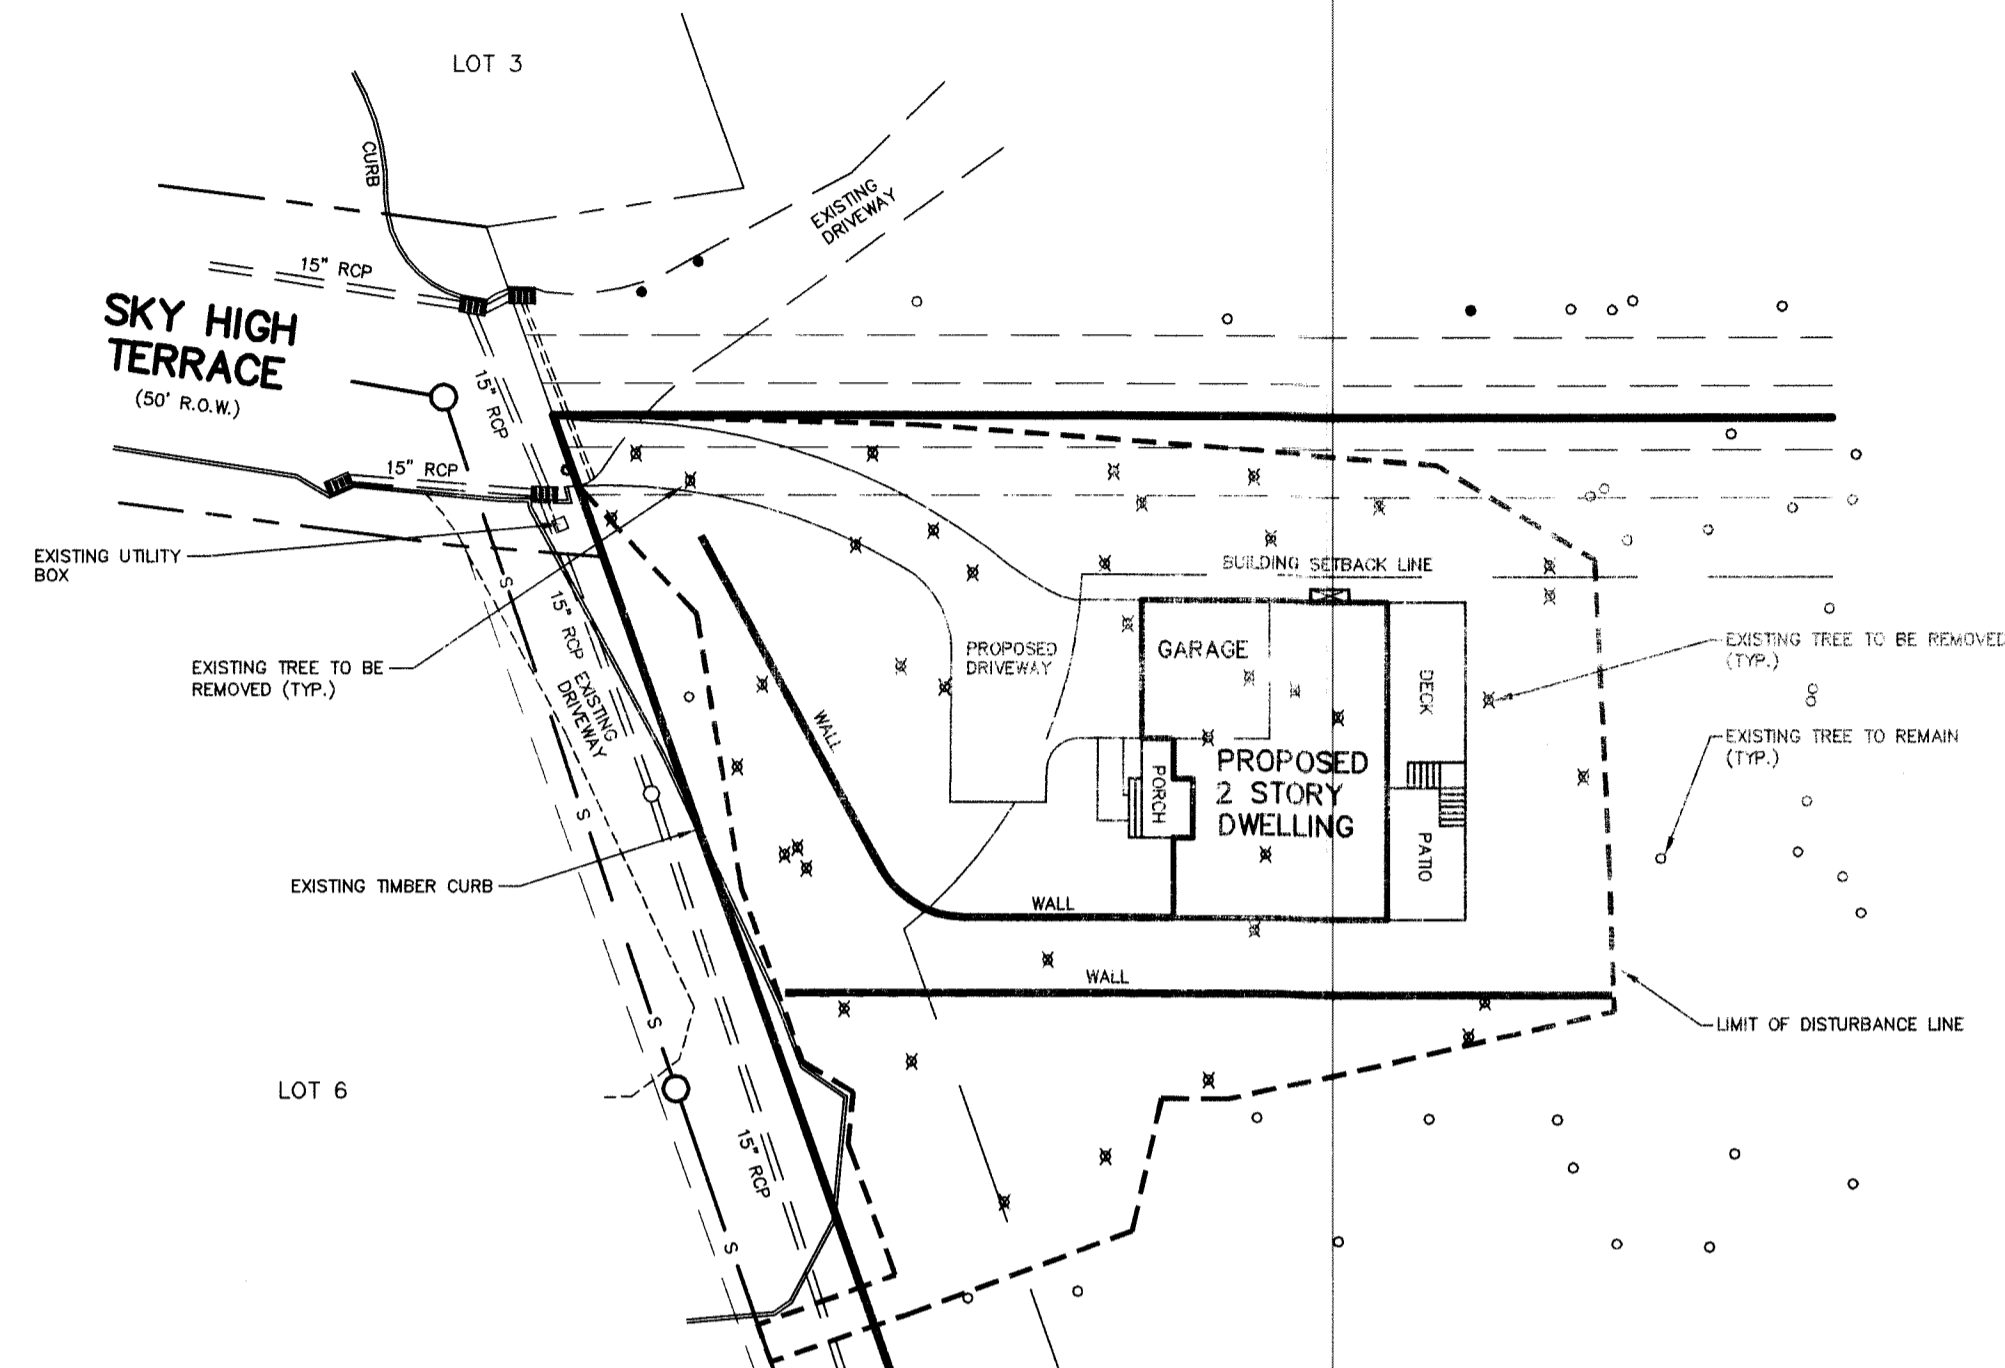 LOT 3
CURB
EXISTING
DRIVEWAY
15" RCP
SKY HIGH
TERRACE
(50' R.O.W.)
15" RCP
15" RCP
EXISTING UTILITY
BOX
S
15" RCP
BUILDING SETBACK LINE
EXISTING TREE TO BE
REMOVED (TYP.)
EXISTING
DRIVEWAY
PROPOSED
DRIVEWAY
GARAGE
DECK
EXISTING TREE TO BE REMOVED
(TYP.)
WALL
EXISTING TREE TO REMAIN
(TYP.)
PORCH
PROPOSED
2 STORY
DWELLING
PATIO
S
EXISTING TIMBER CURB
WALL
WALL
S
LIMIT OF DISTURBANCE LINE
LOT 6
15" RCP
S